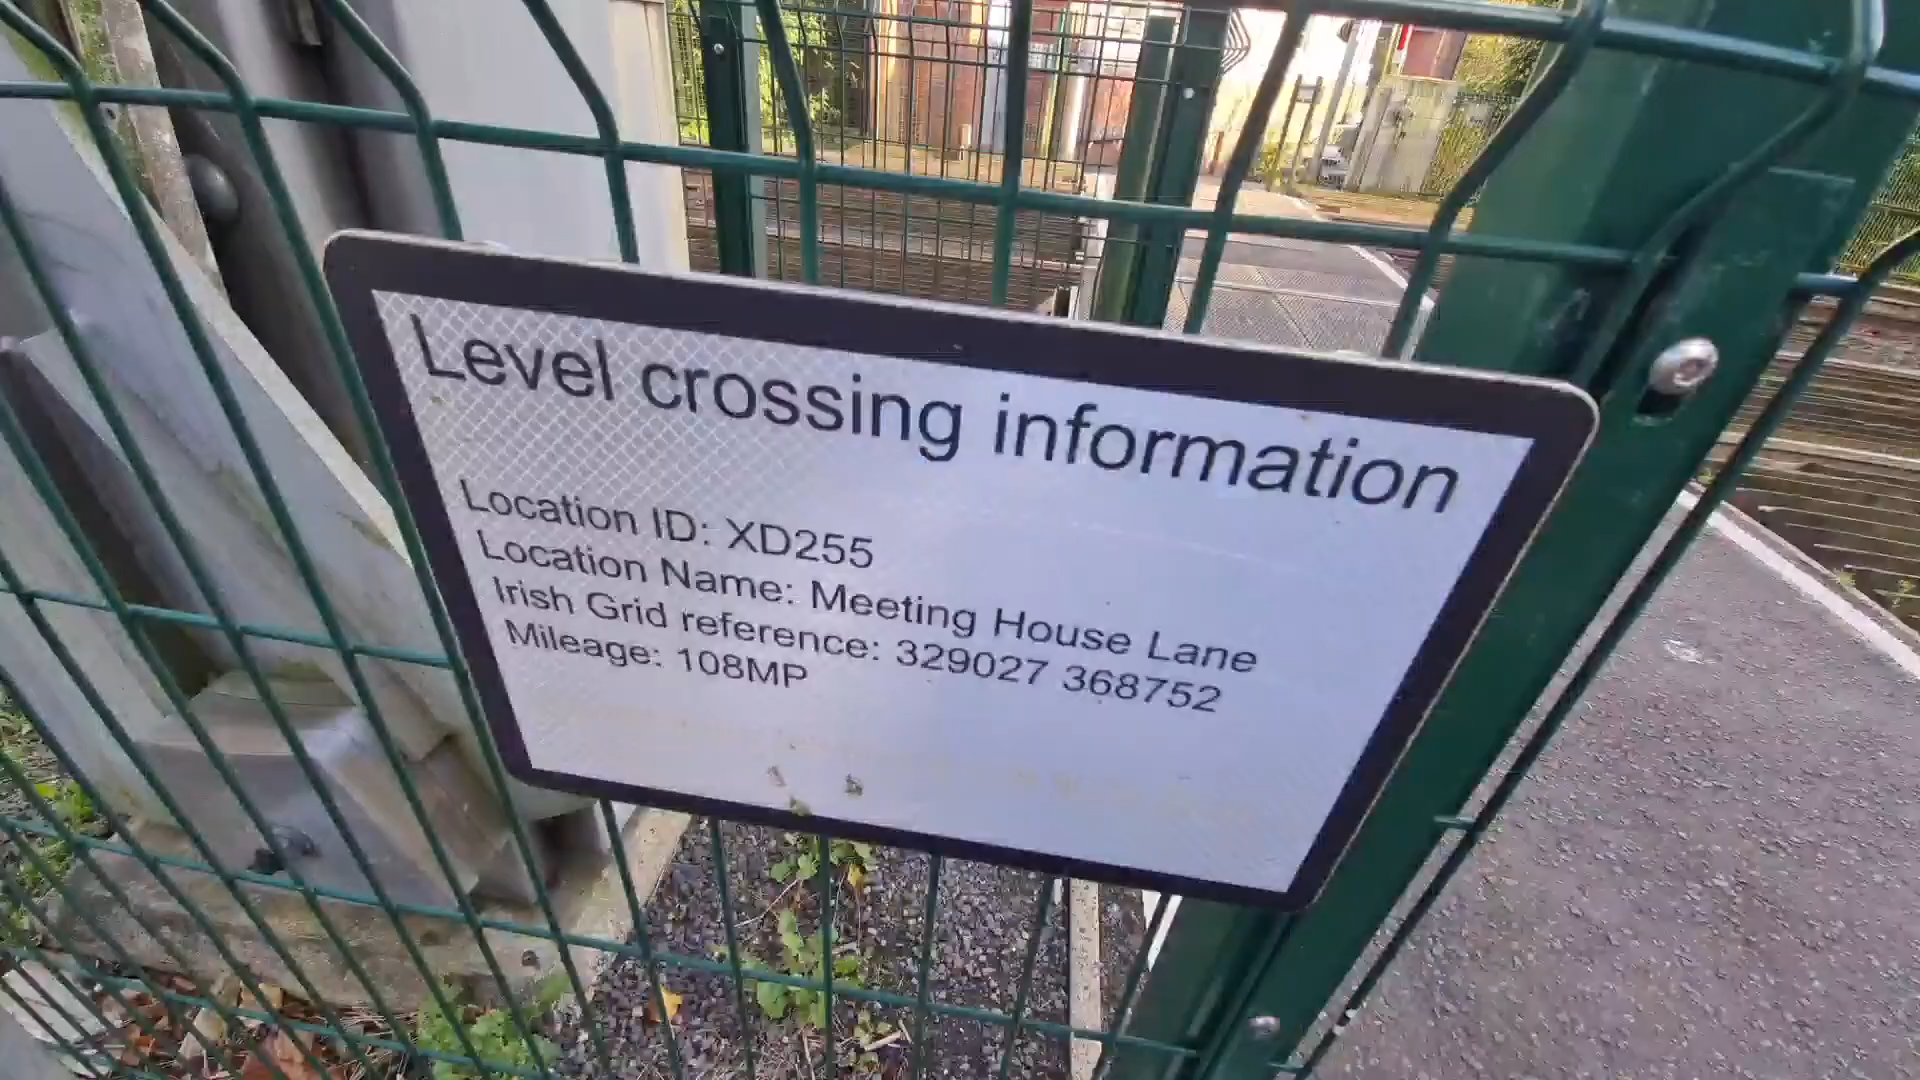 Level crossing information
Location ID: XD255
Location Name: Meeting House Lane
Irish Grid reference: 329027 368752
Mileage: 108MP